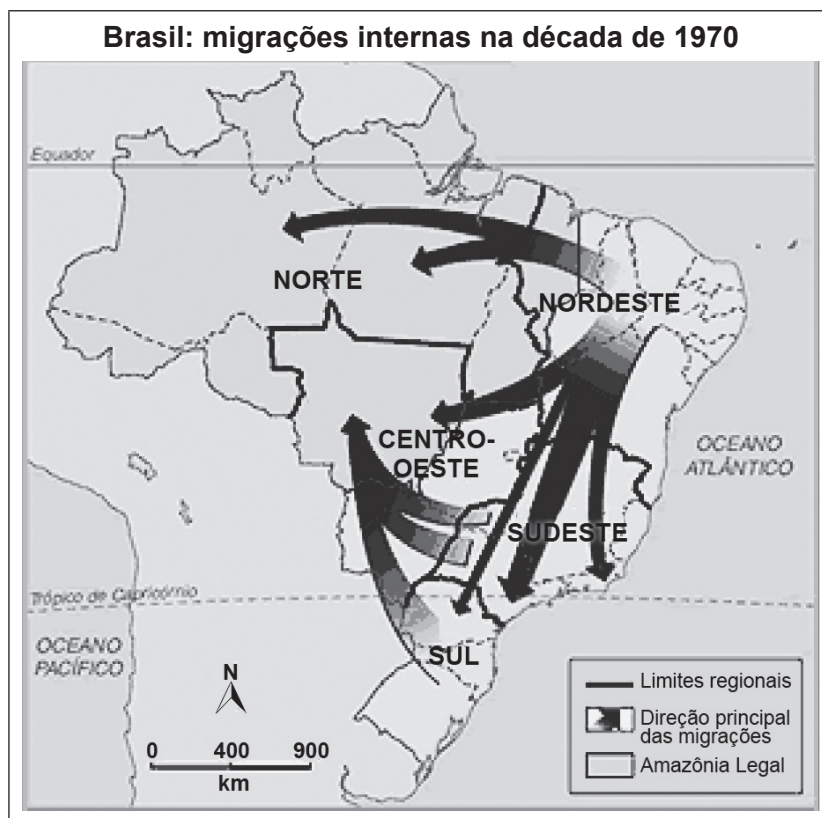 Brasil: migrações internas na década de 1970
Equador
NORTE
NORDESTE
CENTRO-
OESTE
OCEANO
ATLÂNTICO
SUDESTE
Trópico de Capricórnio
OCEANO
PACÍFICO
SUL
N
0 400 900
km
Limites regionais
Direção principal
das migrações
Amazônia Legal